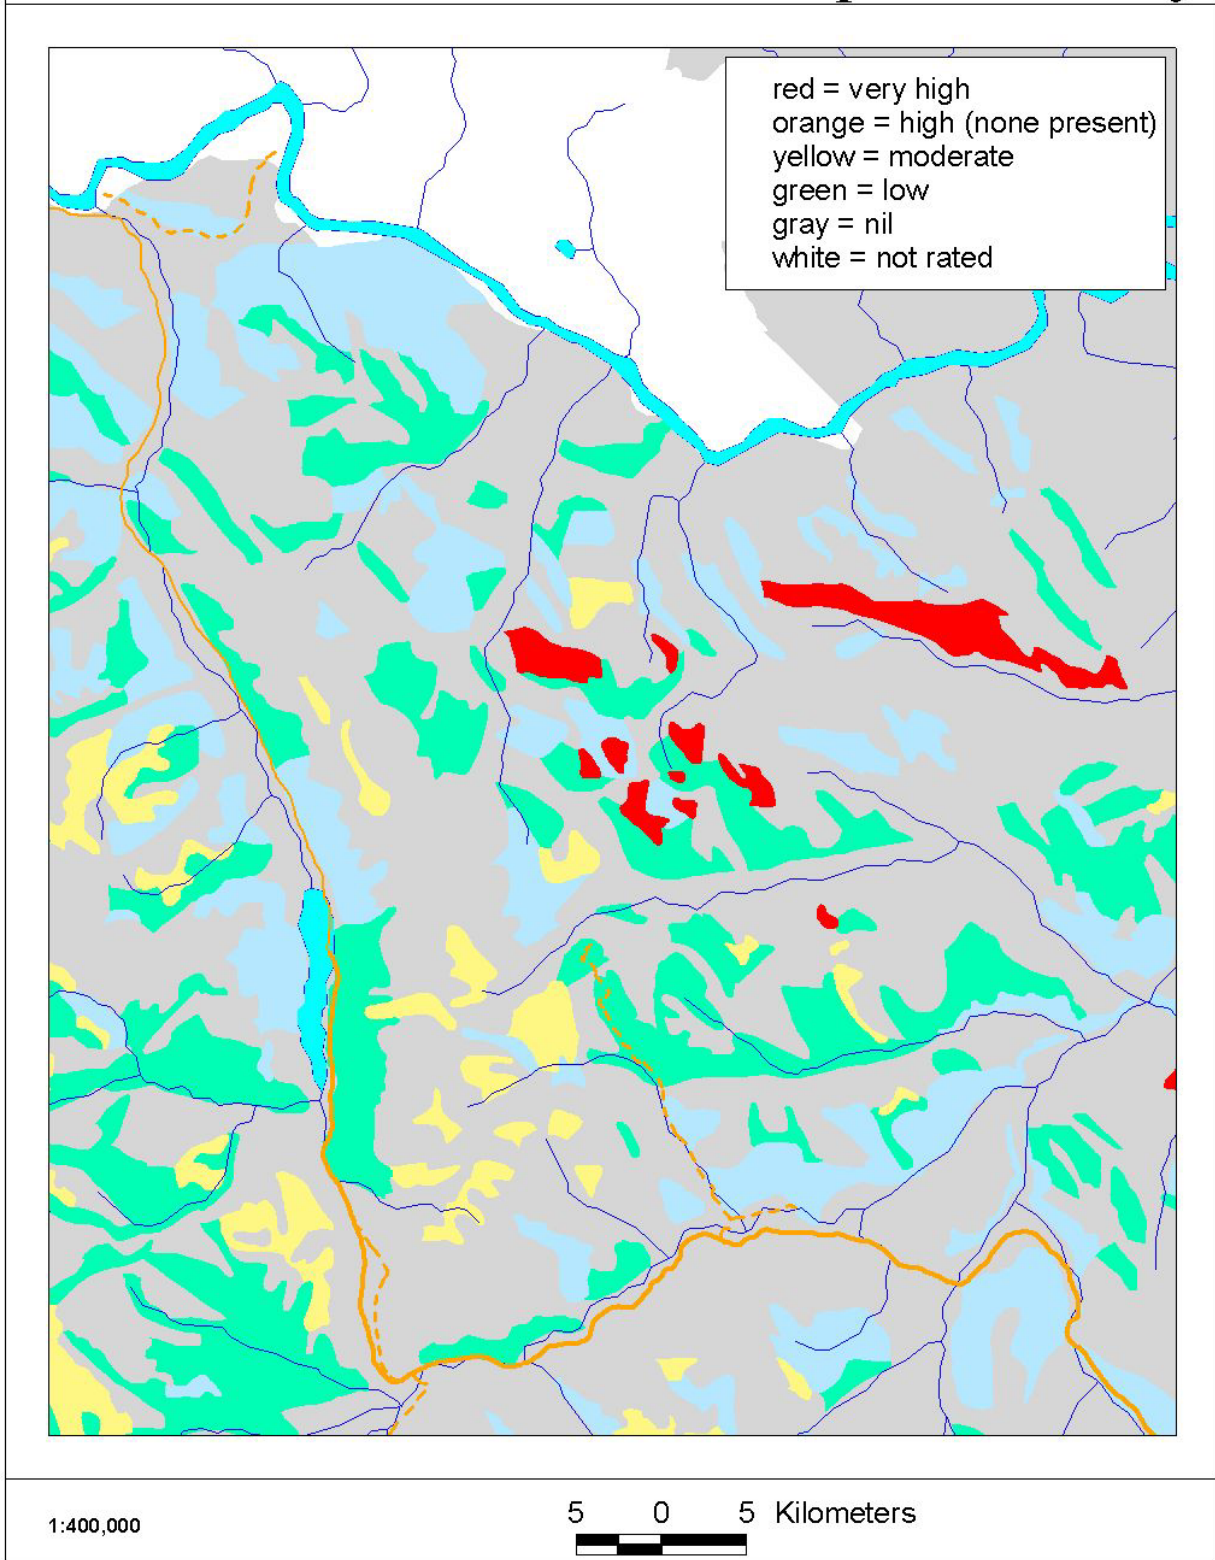 red = very high
orange = high (none present)
yellow = moderate
green = low
gray = nil
white = not rated
5 0 5 Kilometers
1:400,000